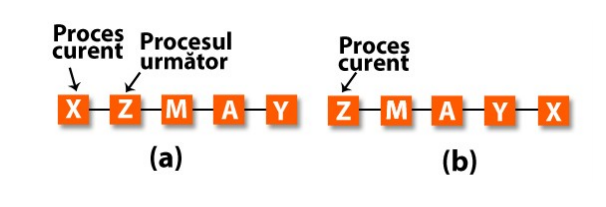 Proces
curent
Procesul
următor
X Z M A Y
(a)
Proces
curent
Z M A Y X
(b)